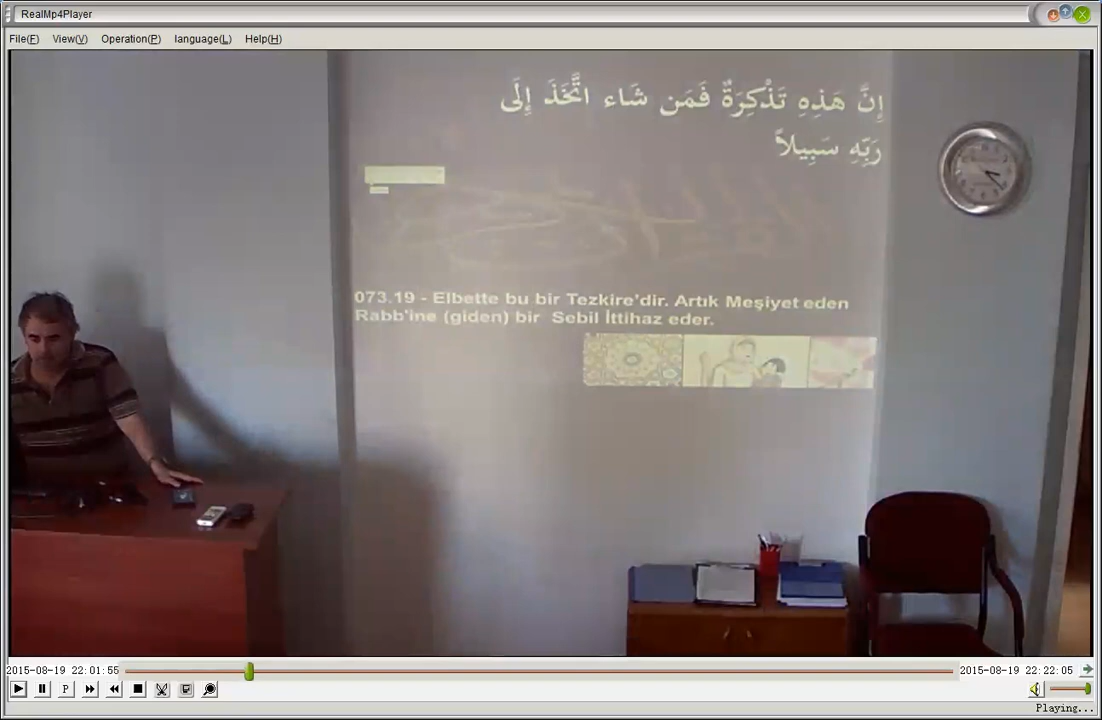 RealMp4Player
File(F) View(V) Operation(P) language(L) Help(H)
إِنَّ هَذِهِ تَذْكِرَةٌ فَمَن شَاء اتَّخَذَ إِلَى
رَبِّهِ سَبِيلاً
073.19 - Elbette bu bir Tezkire'dir. Artık Meşiyet eden
Rabb'ine (giden) bir Sebil İttihaz eder.
2015-08-19 22:01:55 2015-08-19 22:22:05
P
Playing...